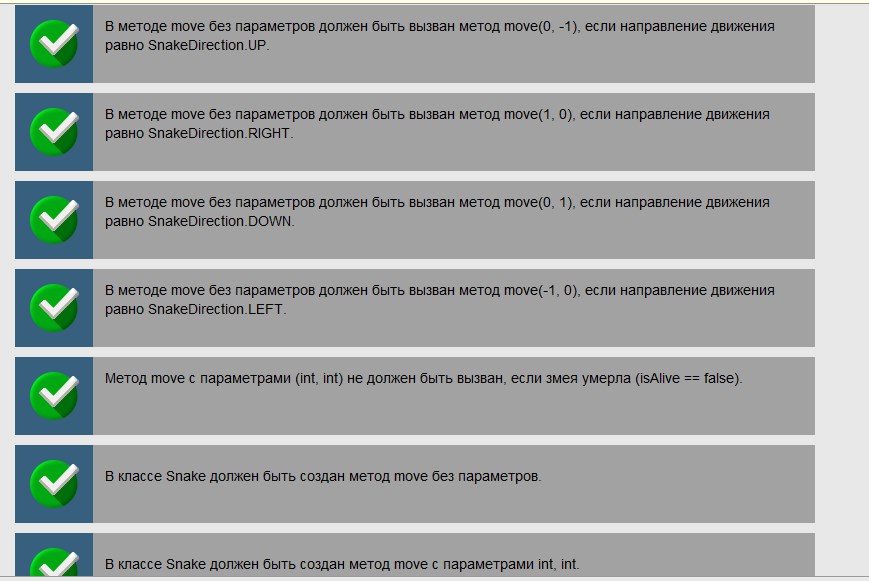 В методе move без параметров должен быть вызван метод move(0, -1), если направление движения
равно SnakeDirection.UP.
В методе move без параметров должен быть вызван метод move(1, 0), если направление движения
равно SnakeDirection.RIGHT.
В методе move без параметров должен быть вызван метод move(0, 1), если направление движения
равно SnakeDirection.DOWN.
В методе move без параметров должен быть вызван метод move(-1, 0), если направление движения
равно SnakeDirection.LEFT.
Метод move с параметрами (int, int) не должен быть вызван, если змея умерла (isAlive == false).
В классе Snake должен быть создан метод move без параметров.
В классе Snake должен быть создан метод move с параметрами int, int.